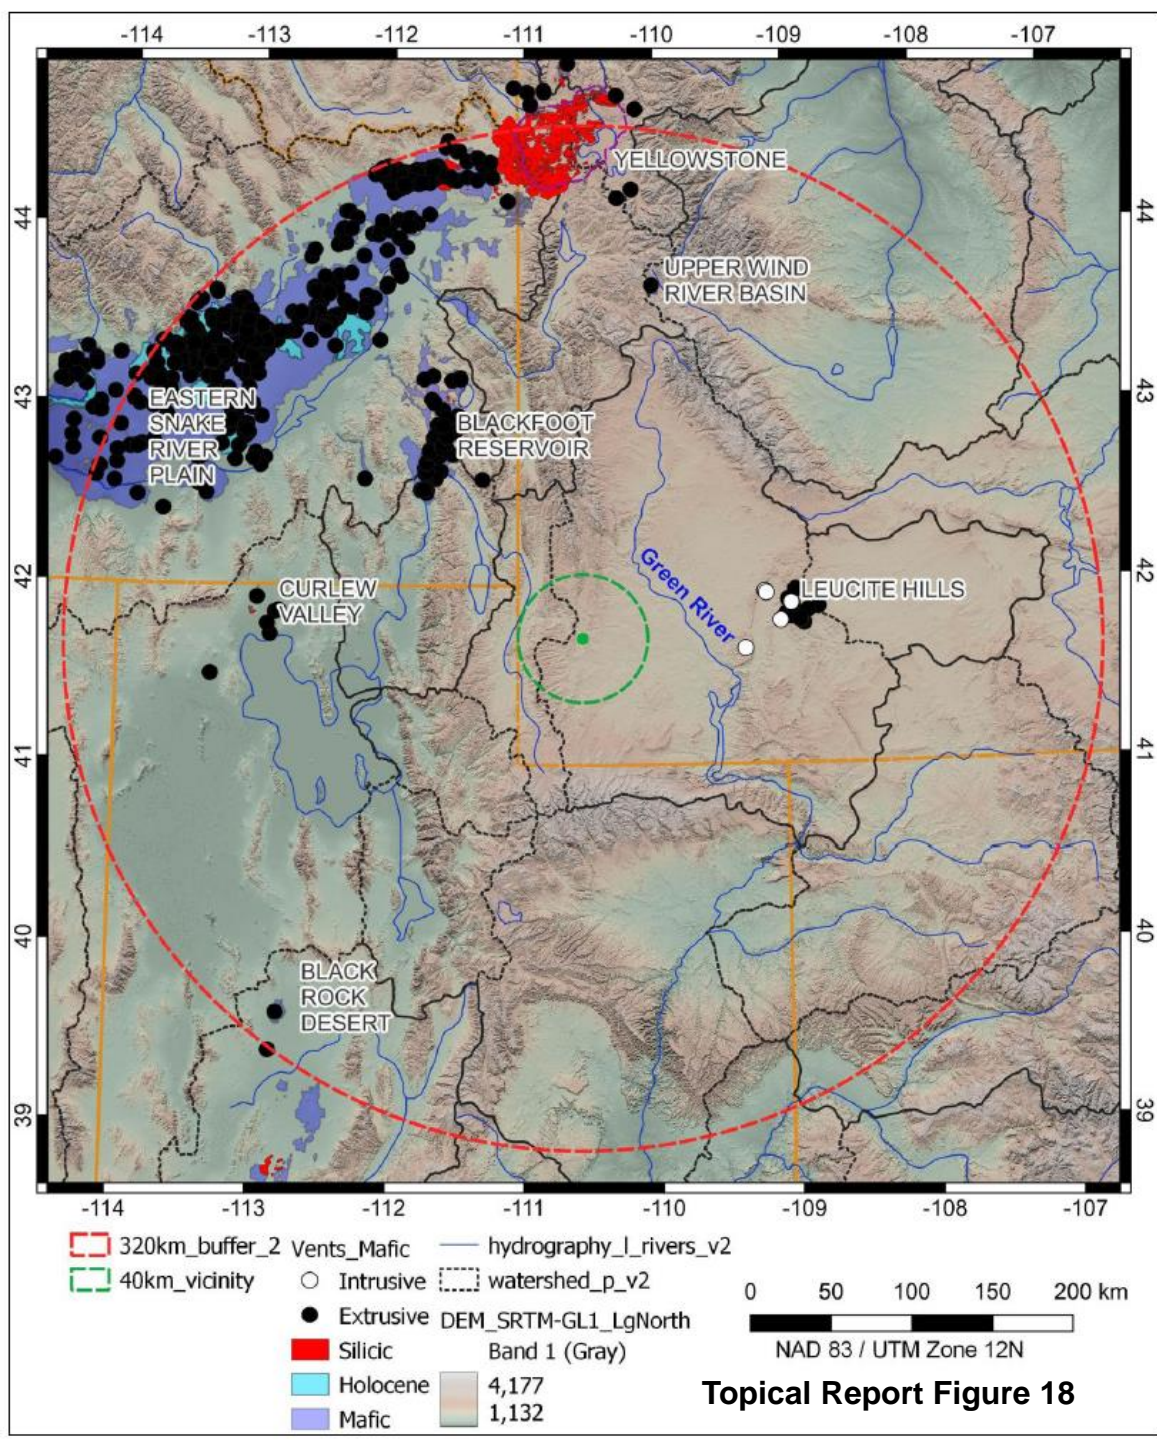 -114 -113 -112 -111 -110 -109 -108 -107
YELLOWSTONE
44 44
UPPER WIND
RIVER BASIN
43 43
EASTERN
SNAKE
RIVER
PLAIN
BLACKFOOT
RESERVOIR
42 42
Green River
CURLEW
VALLEY
LEUCITE HILLS
41 41
40 40
BLACK
ROCK
DESERT
39 39
-114 -113 -112 -111 -110 -109 -108 -107
320km_buffer_2
40km_vicinity
Vents_Mafic
Intrusive
Extrusive
Silicic
Holocene
Mafic
hydrography_l_rivers_v2
watershed_p_v2
DEM_SRTM-GL1_LgNorth
Band 1 (Gray)
4,177
1,132
0 50 100 150 200 km
NAD 83 / UTM Zone 12N
Topical Report Figure 18